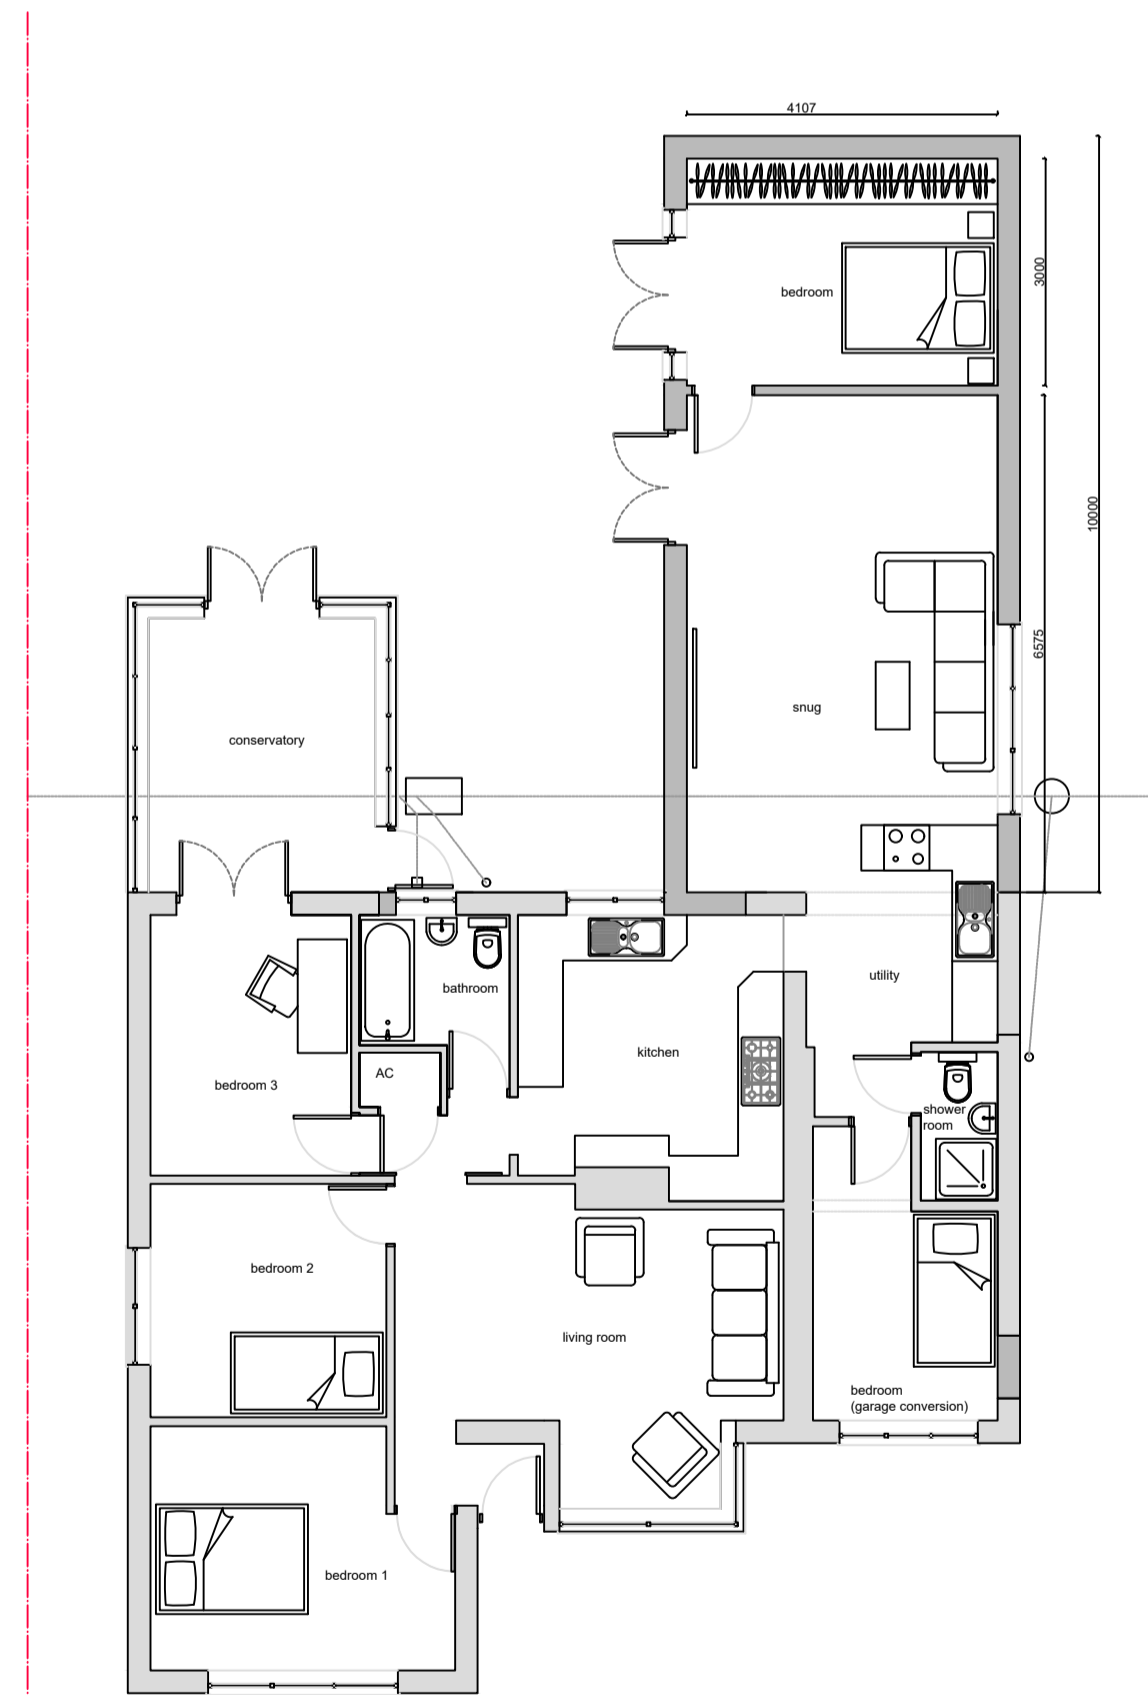 4107
bedroom
3000
10000
6575
snug
conservatory
utility
bathroom
kitchen
AC
bedroom 3
shower
room
bedroom 2
living room
bedroom
(garage conversion)
bedroom 1